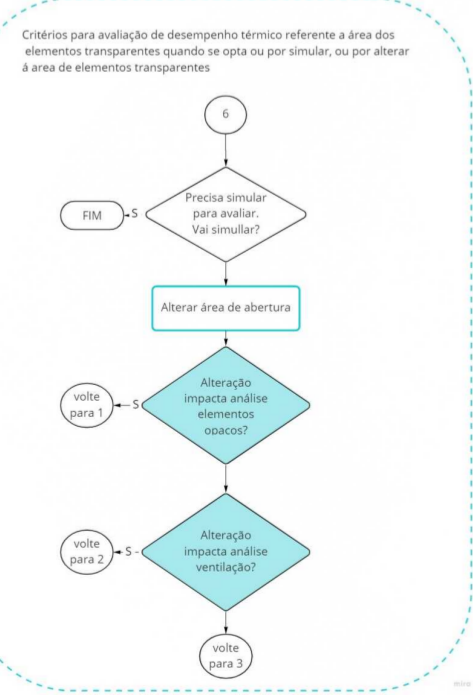 Critérios para avaliação de desempenho térmico referente a área dos
elementos transparentes quando se opta ou por simular, ou por alterar
á area de elementos transparentes
6
Precisa simular
para avaliar.
Vai simullar?
S
FIM
Alterar área de abertura
Alteração
impacta análise
elementos
opacos?
S
volte
para 1
Alteração
impacta análise
ventilação?
S
volte
para 2
volte
para 3
miro